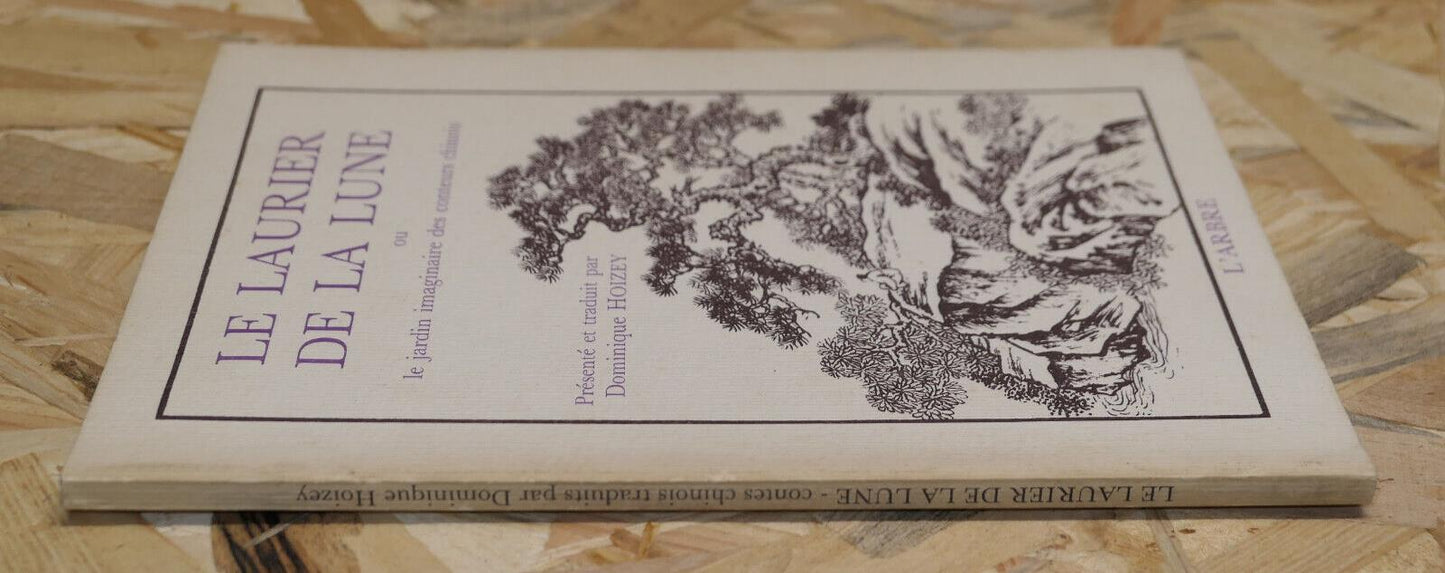 LE LAURIER
DE LA LUNE
ou
le jardin imaginaire des conteurs chinois
Présenté et traduit par
Dominique HOIZEY
L'ARBRE
LE LAURIER DE LA LUNE - contes chinois traduits par Dominique Hoizey